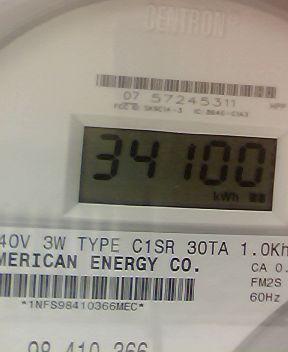 CENTRON®
07 57245311
34100
kWh
40V 3W TYPE C1SR 30TA 1.0Kh
MERICAN ENERGY CO.
CA 0.
FM2S
*1NFS98410366MEC*
60Hz
98 410 366